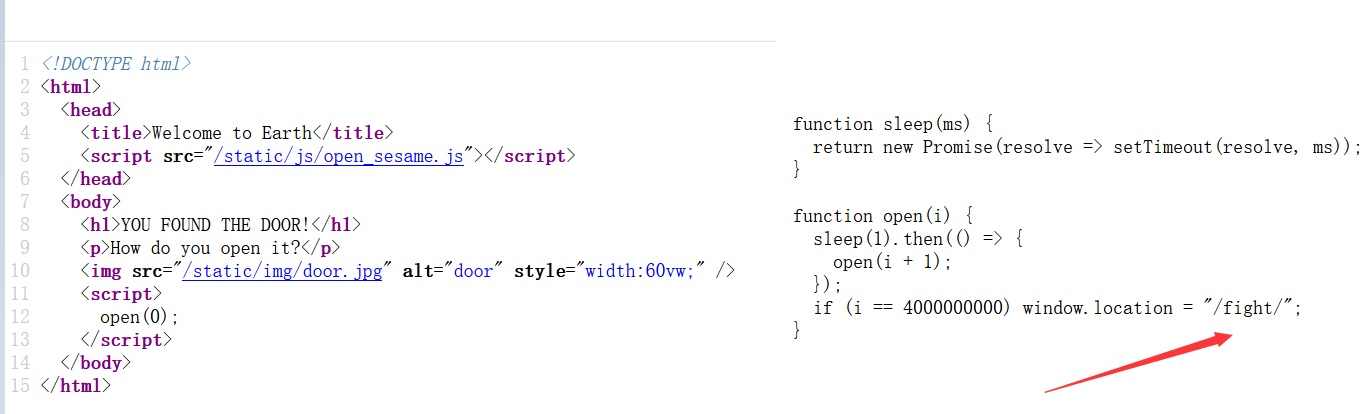 1 <!DOCTYPE html>
2 <html>
3 <head>
4 <title>Welcome to Earth</title>
5 <script src="/static/js/open_sesame.js"></script>
6 </head>
7 <body>
8 <h1>YOU FOUND THE DOOR!</h1>
9 <p>How do you open it?</p>
10 <img src="/static/img/door.jpg" alt="door" style="width:60vw;" />
11 <script>
12 open(0);
13 </script>
14 </body>
15 </html>
function sleep(ms) {
return new Promise(resolve => setTimeout(resolve, ms));
}
function open(i) {
sleep(1).then(() => {
open(i + 1);
});
if (i == 4000000000) window.location = "/fight/";
}